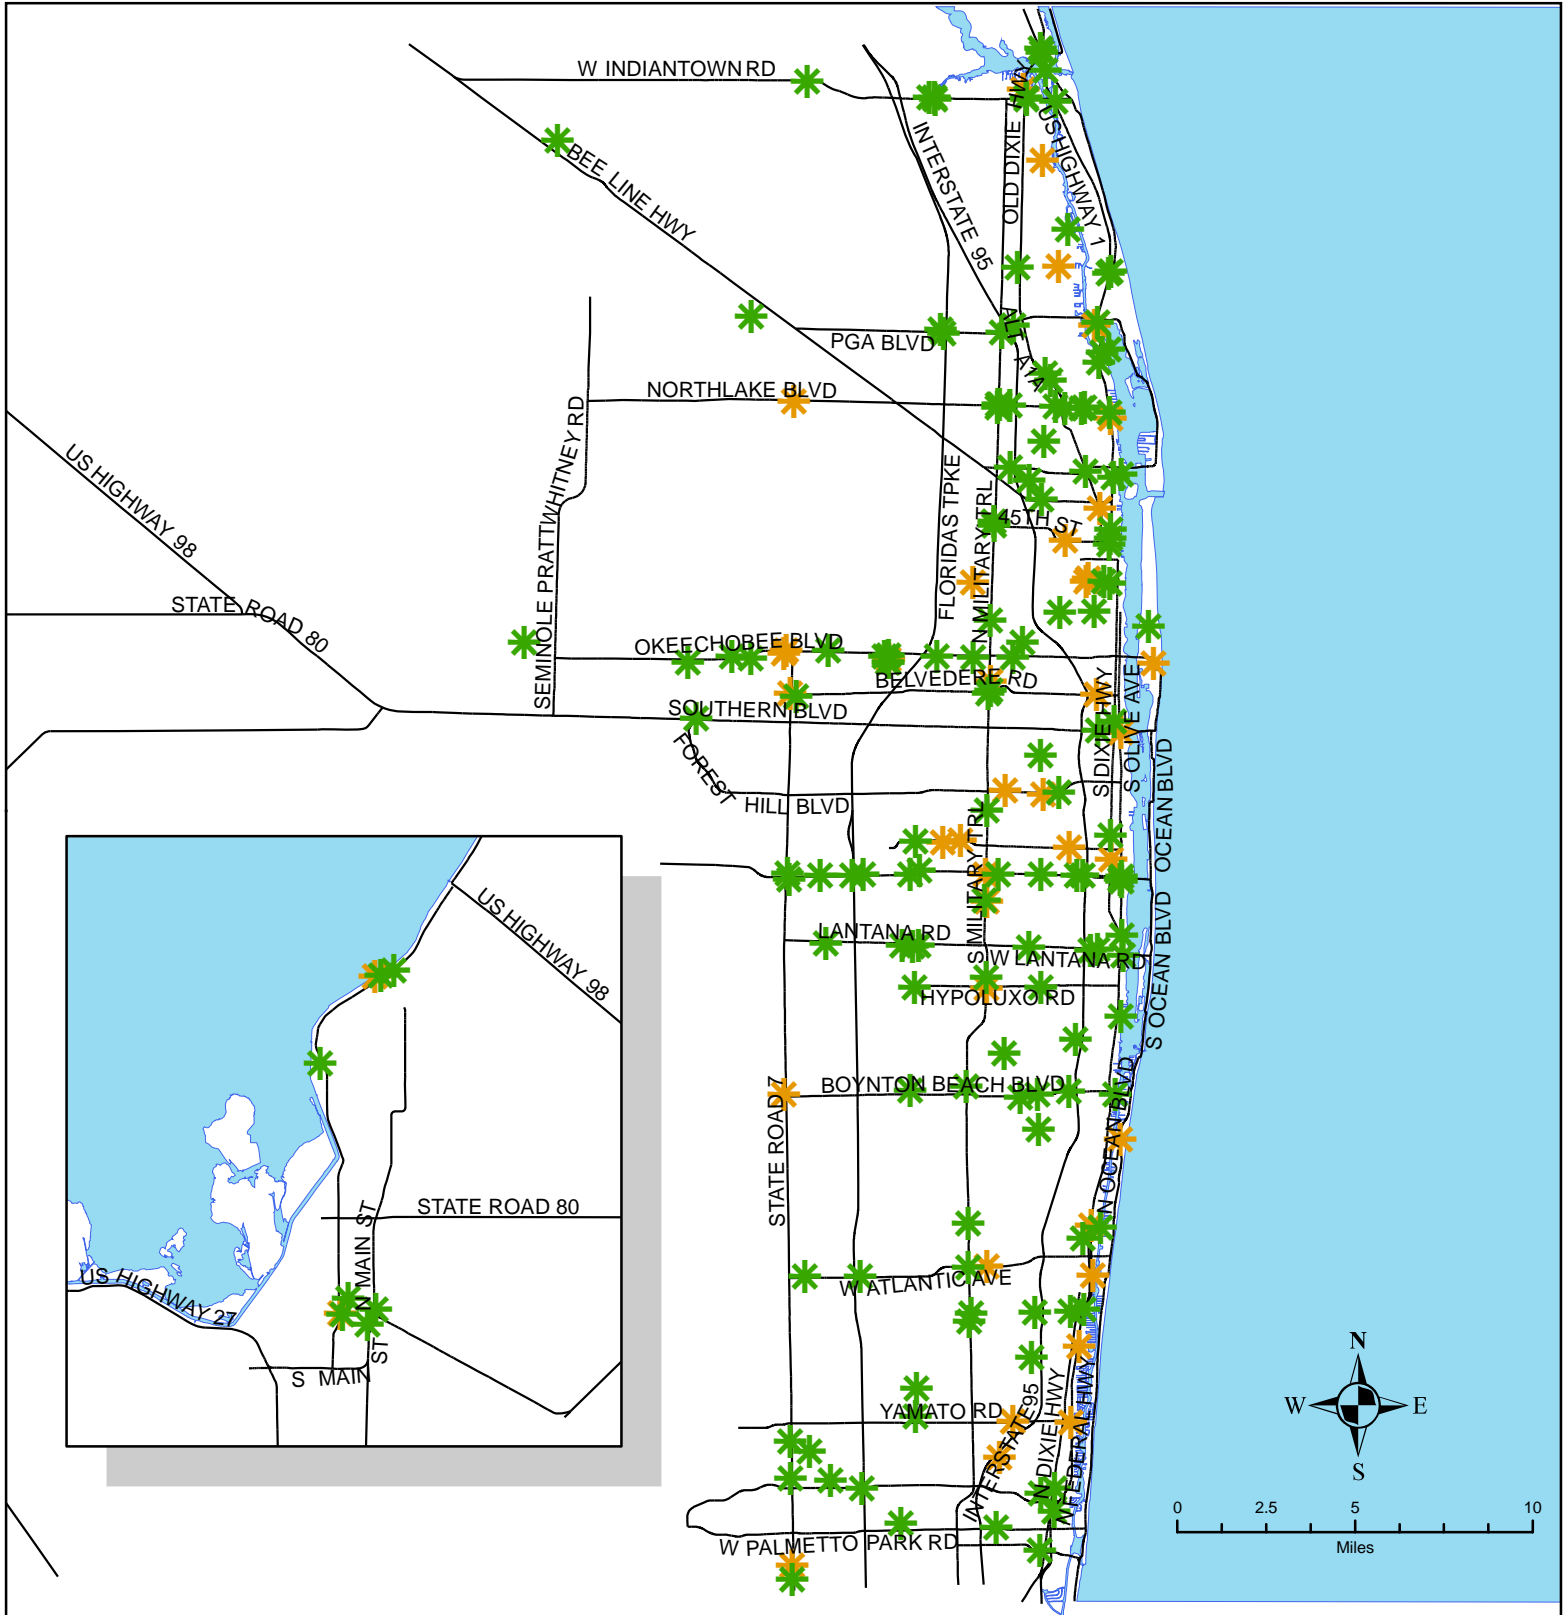 W INDIANTOWN RD
BEE LINE HWY
INTERSTATE 95
OLD DIXIE HWY
US HIGHWAY 1
ALT A1A
PGA BLVD
NORTHLAKE BLVD
SEMINOLE PRATT WHITNEY RD
US HIGHWAY 98
STATE ROAD 80
FLORIDAS TPKE
N MILITARY TRL
45TH ST
OKEECHOBEE BLVD
BELVEDERE RD
SOUTHERN BLVD
FOREST HILL BLVD
S DIXIE HWY
S OLIVE AVE
S OCEAN BLVD
OCEAN BLVD
S MILITARY TRL
LANTANA RD
W LANTANA RD
HYPOLUXO RD
BOYNTON BEACH BLVD
STATE ROAD 7
N OCEAN BLVD
W ATLANTIC AVE
YAMATO RD
INTERSTATE 95
N DIXIE HWY
N FEDERAL HWY
W PALMETTO PARK RD
US HIGHWAY 98
STATE ROAD 80
N MAIN ST
US HIGHWAY 27
S MAIN ST
N
W E
S
0 2.5 5 10
Miles